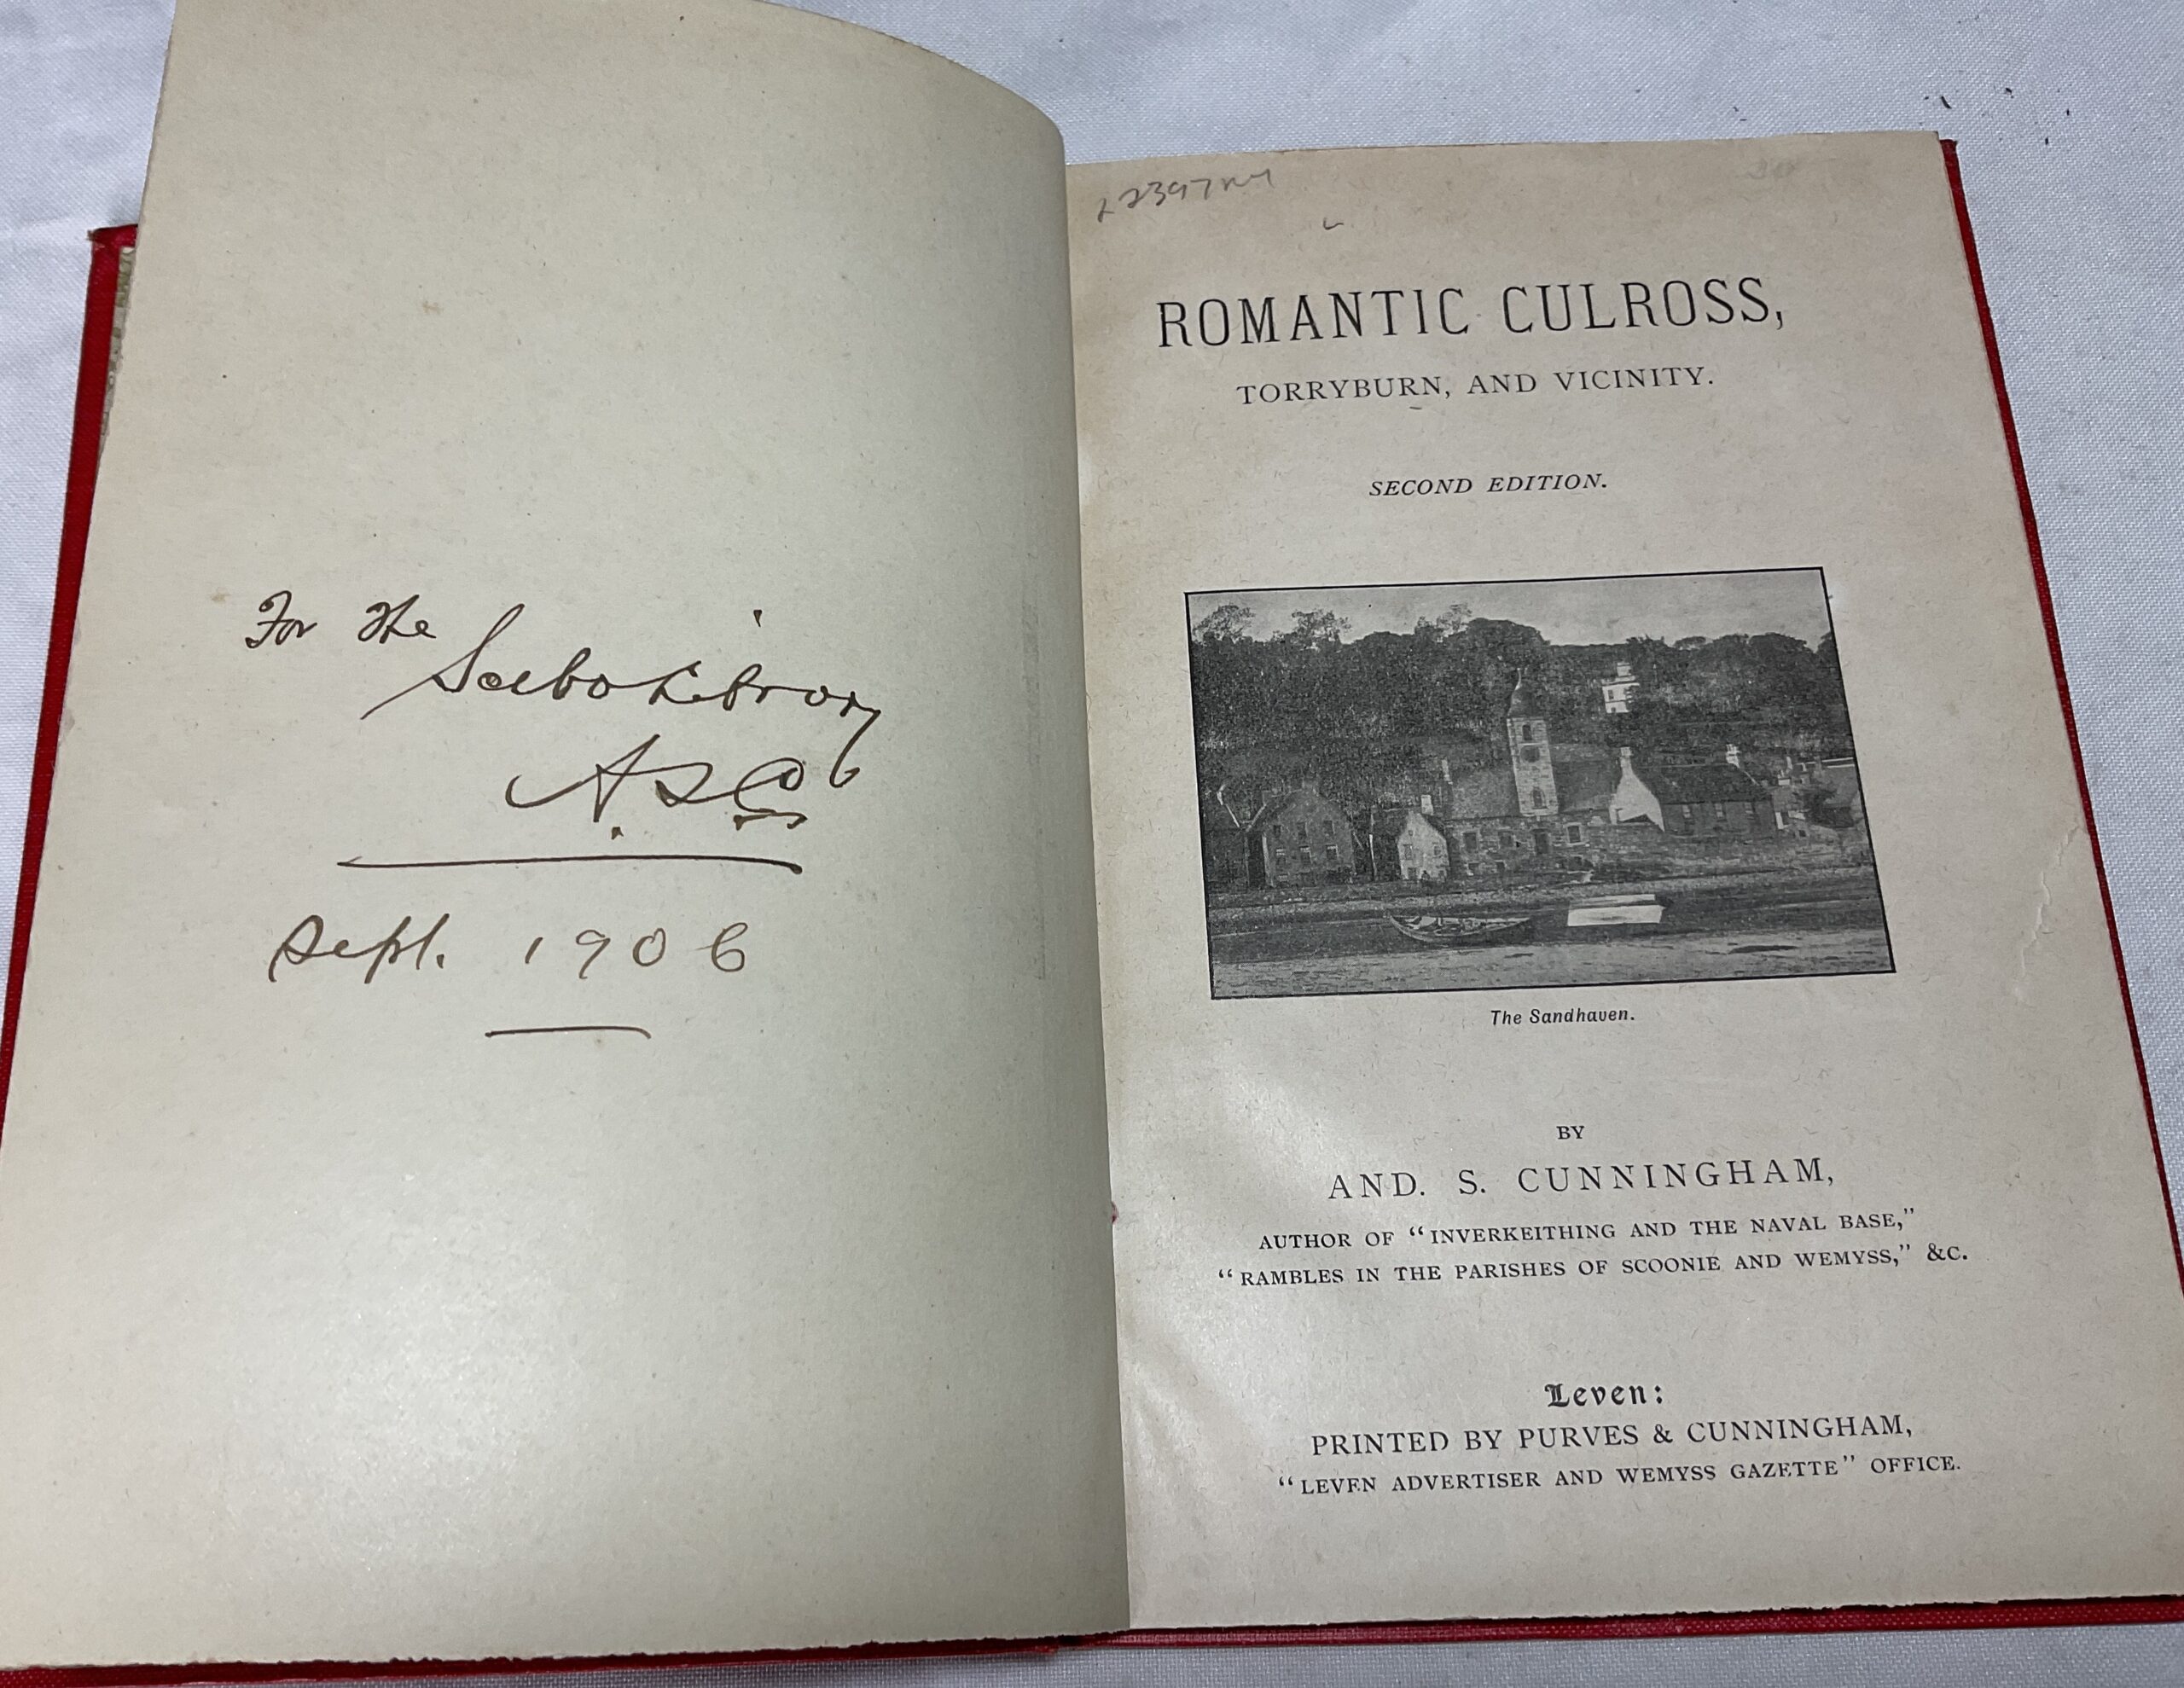 For the
Library
Sept. 1906
ROMANTIC CULROSS,
TORRYBURN, AND VICINITY.
SECOND EDITION.
The Sandhaven.
BY
AND. S. CUNNINGHAM,
AUTHOR OF “INVERKEITHING AND THE NAVAL BASE,”
“RAMBLES IN THE PARISHES OF SCOONIE AND WEMYSS,” &C.
Leven:
PRINTED BY PURVES & CUNNINGHAM,
“LEVEN ADVERTISER AND WEMYSS GAZETTE” OFFICE.